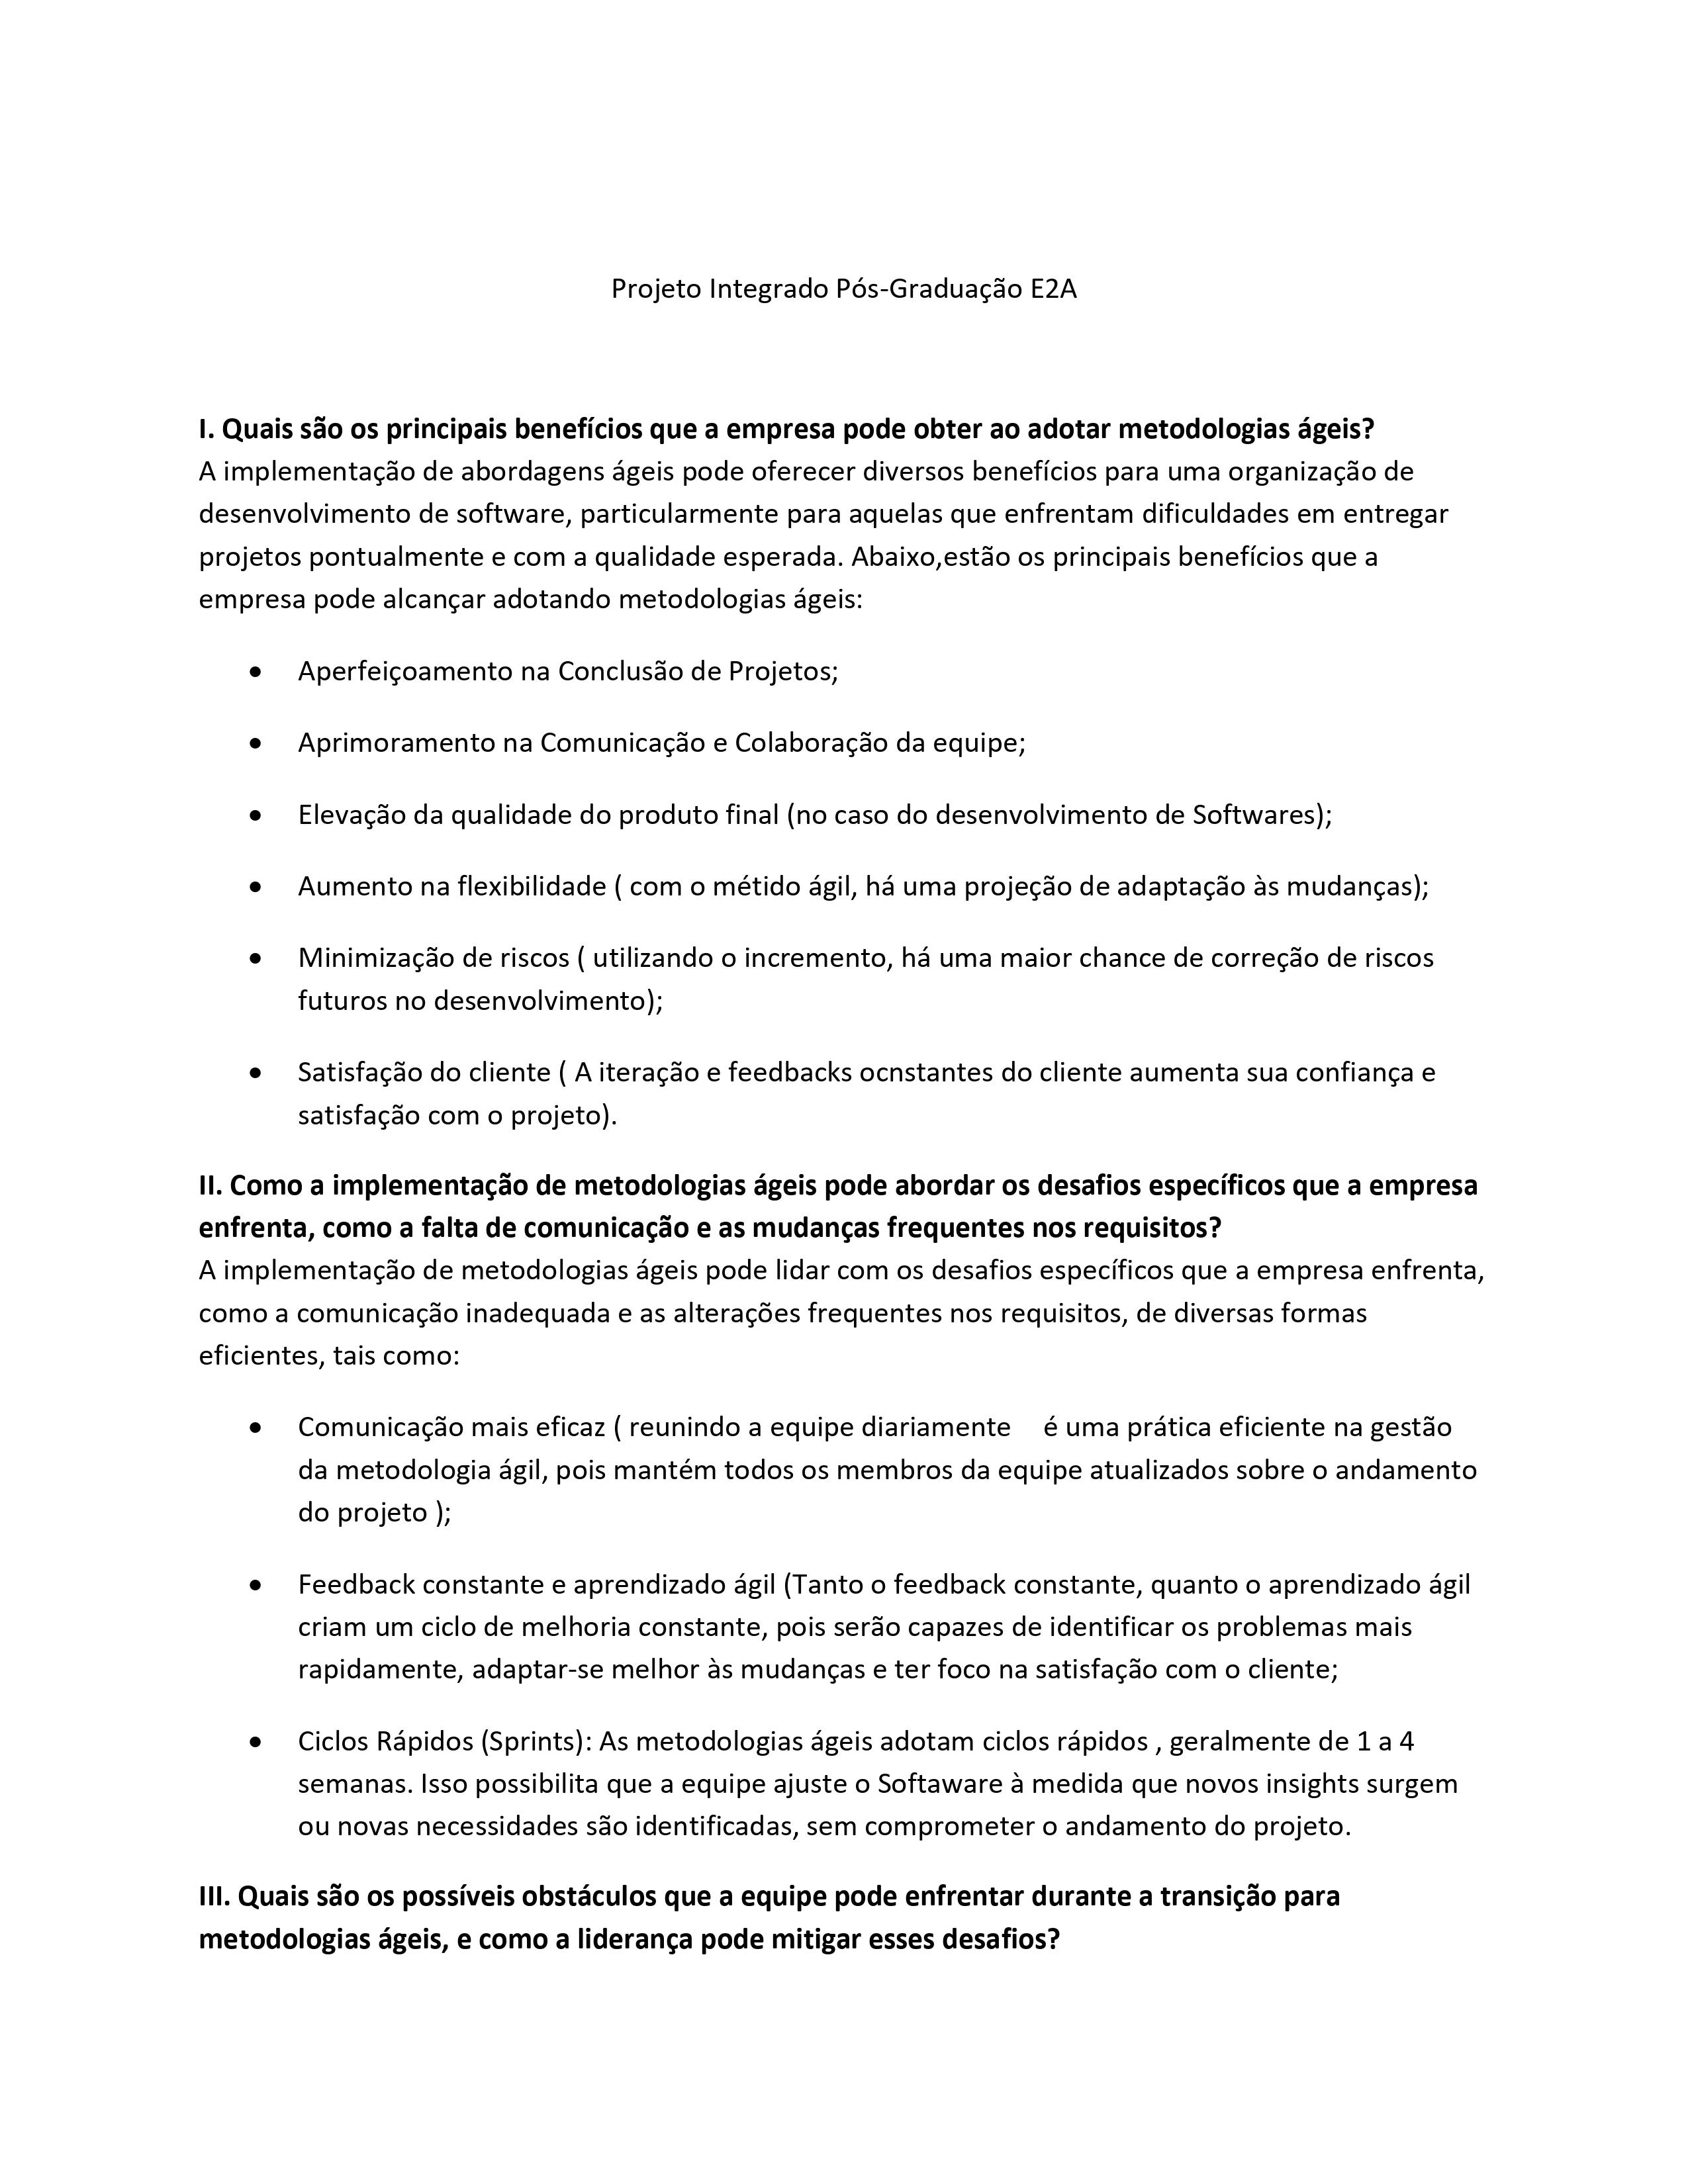 Projeto Integrado Pós-Graduação E2A
I. Quais são os principais benefícios que a empresa pode obter ao adotar metodologias ágeis?
A implementação de abordagens ágeis pode oferecer diversos benefícios para uma organização de
desenvolvimento de software, particularmente para aquelas que enfrentam dificuldades em entregar
projetos pontualmente e com a qualidade esperada. Abaixo,estão os principais benefícios que a
empresa pode alcançar adotando metodologias ágeis:
• Aperfeiçoamento na Conclusão de Projetos;
• Aprimoramento na Comunicação e Colaboração da equipe;
• Elevação da qualidade do produto final (no caso do desenvolvimento de Softwares);
• Aumento na flexibilidade ( com o métido ágil, há uma projeção de adaptação às mudanças);
• Minimização de riscos ( utilizando o incremento, há uma maior chance de correção de riscos
futuros no desenvolvimento);
• Satisfação do cliente ( A iteração e feedbacks ocnstantes do cliente aumenta sua confiança e
satisfação com o projeto).
II. Como a implementação de metodologias ágeis pode abordar os desafios específicos que a empresa
enfrenta, como a falta de comunicação e as mudanças frequentes nos requisitos?
A implementação de metodologias ágeis pode lidar com os desafios específicos que a empresa enfrenta,
como a comunicação inadequada e as alterações frequentes nos requisitos, de diversas formas
eficientes, tais como:
• Comunicação mais eficaz ( reunindo a equipe diariamente é uma prática eficiente na gestão
da metodologia ágil, pois mantém todos os membros da equipe atualizados sobre o andamento
do projeto );
• Feedback constante e aprendizado ágil (Tanto o feedback constante, quanto o aprendizado ágil
criam um ciclo de melhoria constante, pois serão capazes de identificar os problemas mais
rapidamente, adaptar-se melhor às mudanças e ter foco na satisfação com o cliente;
• Ciclos Rápidos (Sprints): As metodologias ágeis adotam ciclos rápidos , geralmente de 1 a 4
semanas. Isso possibilita que a equipe ajuste o Softaware à medida que novos insights surgem
ou novas necessidades são identificadas, sem comprometer o andamento do projeto.
III. Quais são os possíveis obstáculos que a equipe pode enfrentar durante a transição para
metodologias ágeis, e como a liderança pode mitigar esses desafios?